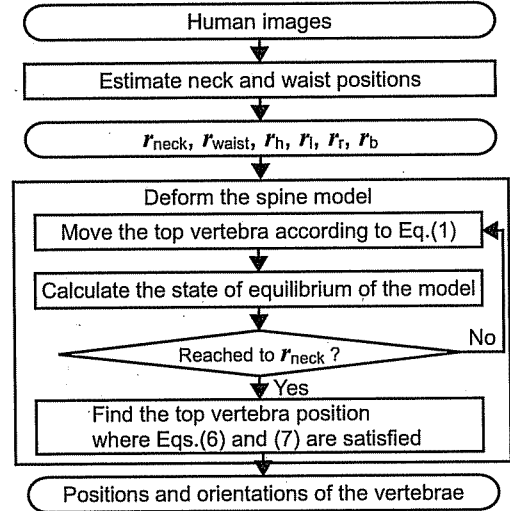 Human images
Estimate neck and waist positions
rneck, rwaist, rh, rl, rr, rb
Deform the spine model
Move the top vertebra according to Eq.(1)
Calculate the state of equilibrium of the model
No
Reached to rneck ?
Yes
Find the top vertebra position
where Eqs.(6) and (7) are satisfied
Positions and orientations of the vertebrae